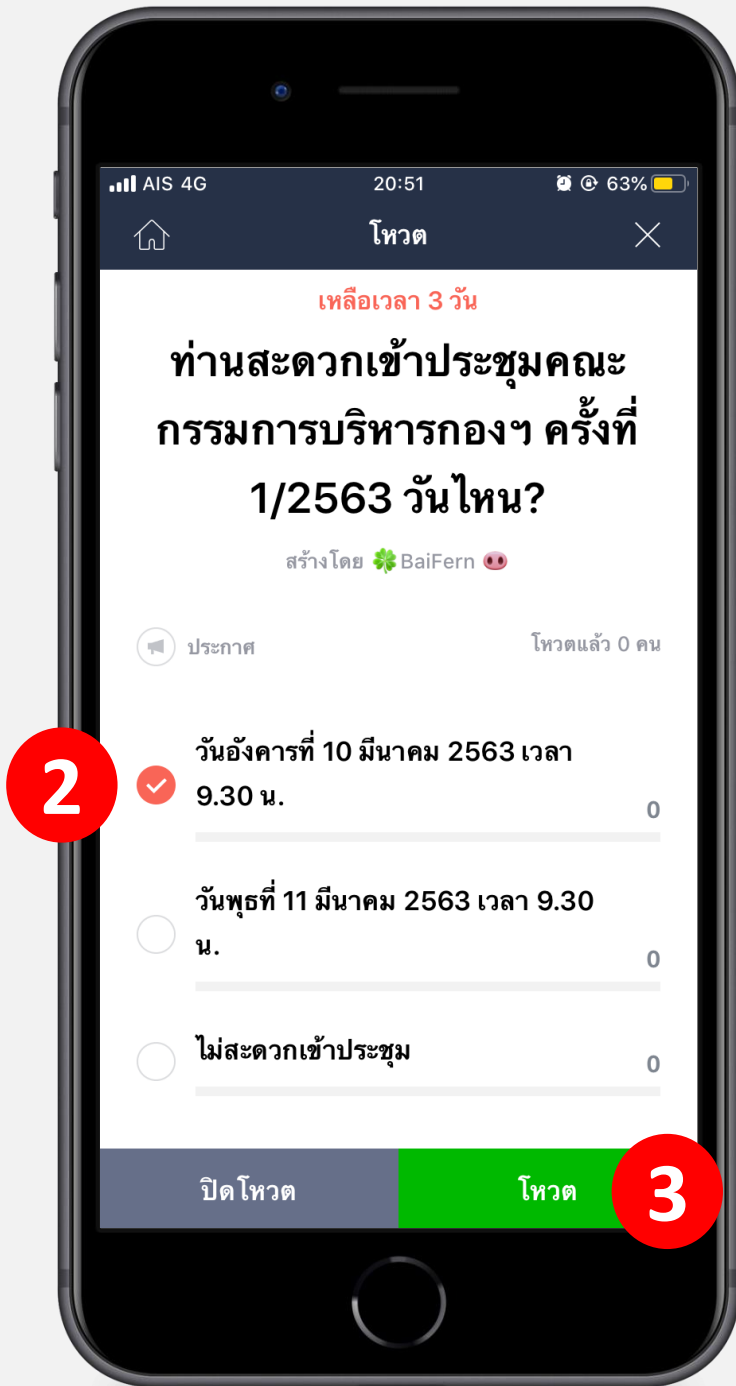 AIS 4G 20:51 63%
โหวต
เหลือเวลา 3 วัน
ท่านสะดวกเข้าประชุมคณะ
กรรมการบริหารกองฯ ครั้งที่
1/2563 วันไหน?
สร้างโดย 🍀BaiFern 🐽
ประกาศ โหวตแล้ว 0 คน
2
วันอังคารที่ 10 มีนาคม 2563 เวลา
9.30 น.
0
วันพุธที่ 11 มีนาคม 2563 เวลา 9.30
น.
0
ไม่สะดวกเข้าประชุม
0
ปิดโหวต โหวต 3